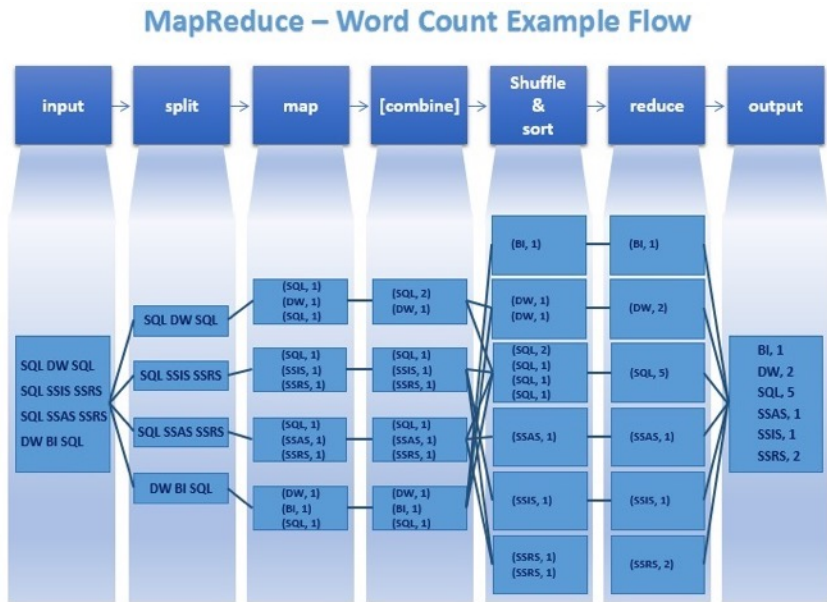 MapReduce – Word Count Example Flow
input
split
map
[combine]
Shuffle
&
sort
reduce
output
SQL DW SQL
SQL SSIS SSRS
SQL SSAS SSRS
DW BI SQL
SQL DW SQL
SQL SSIS SSRS
SQL SSAS SSRS
DW BI SQL
(SQL, 1)
(DW, 1)
(SQL, 1)
(SQL, 1)
(SSIS, 1)
(SSRS, 1)
(SQL, 1)
(SSAS, 1)
(SSRS, 1)
(DW, 1)
(BI, 1)
(SQL, 1)
(SQL, 2)
(DW, 1)
(SQL, 1)
(SSIS, 1)
(SSRS, 1)
(SQL, 1)
(SSAS, 1)
(SSRS, 1)
(DW, 1)
(BI, 1)
(SQL, 1)
(BI, 1)
(DW, 1)
(DW, 1)
(SQL, 2)
(SQL, 1)
(SQL, 1)
(SQL, 1)
(SSAS, 1)
(SSIS, 1)
(SSRS, 1)
(SSRS, 1)
(BI, 1)
(DW, 2)
(SQL, 5)
(SSAS, 1)
(SSIS, 1)
(SSRS, 2)
BI, 1
DW, 2
SQL, 5
SSAS, 1
SSIS, 1
SSRS, 2